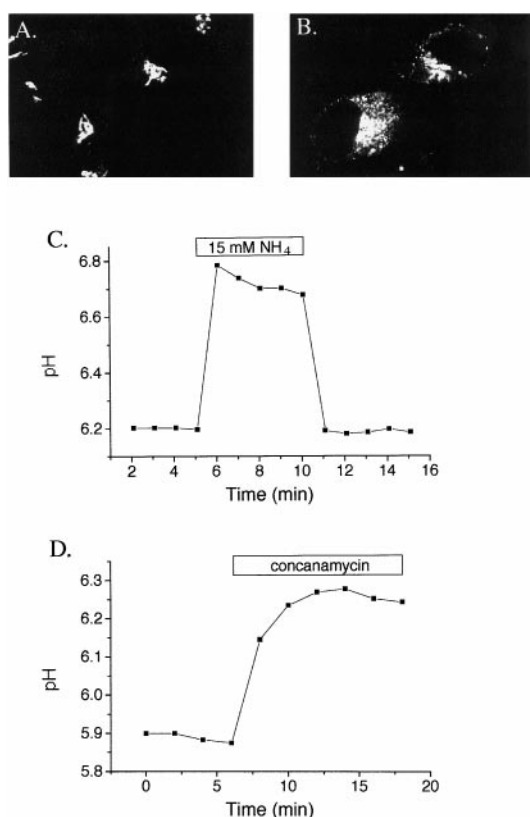 A.
B.
C.
15 mM NH4
6.8
6.6
6.4
6.2
pH
2 4 6 8 10 12 14 16
Time (min)
D.
concanamycin
6.3
6.2
6.1
6.0
5.9
5.8
pH
0 5 10 15 20
Time (min)